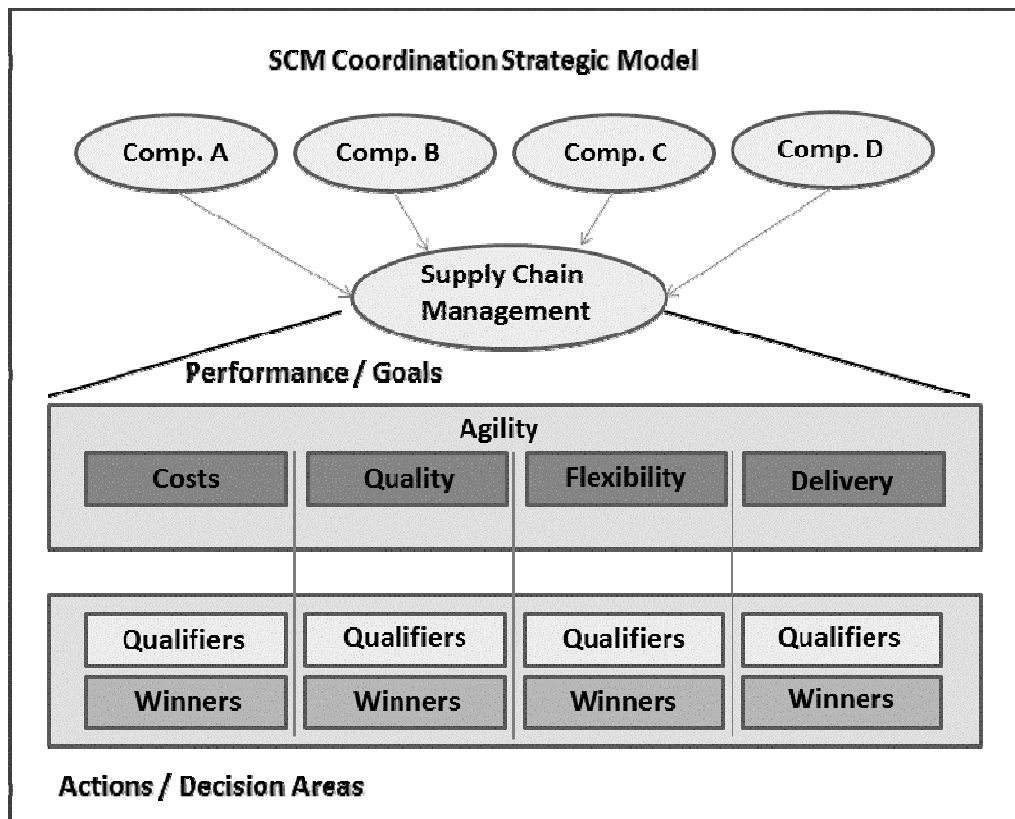 SCM Coordination Strategic Model
Comp. A
Comp. B
Comp. C
Comp. D
Supply Chain
Management
Performance / Goals
Agility
Costs
Quality
Flexibility
Delivery
Qualifiers
Qualifiers
Qualifiers
Qualifiers
Winners
Winners
Winners
Winners
Actions / Decision Areas